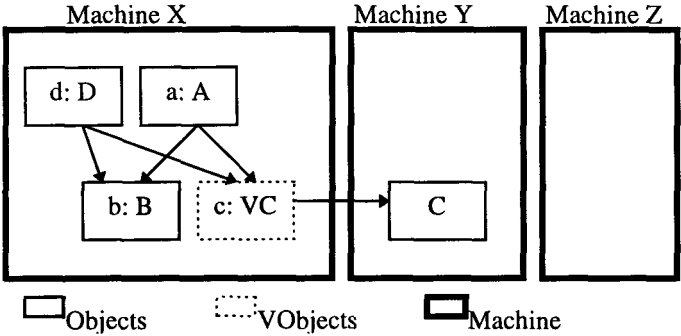 Machine X Machine Y Machine Z
d: D a: A
b: B c: VC C
Objects VObjects Machine